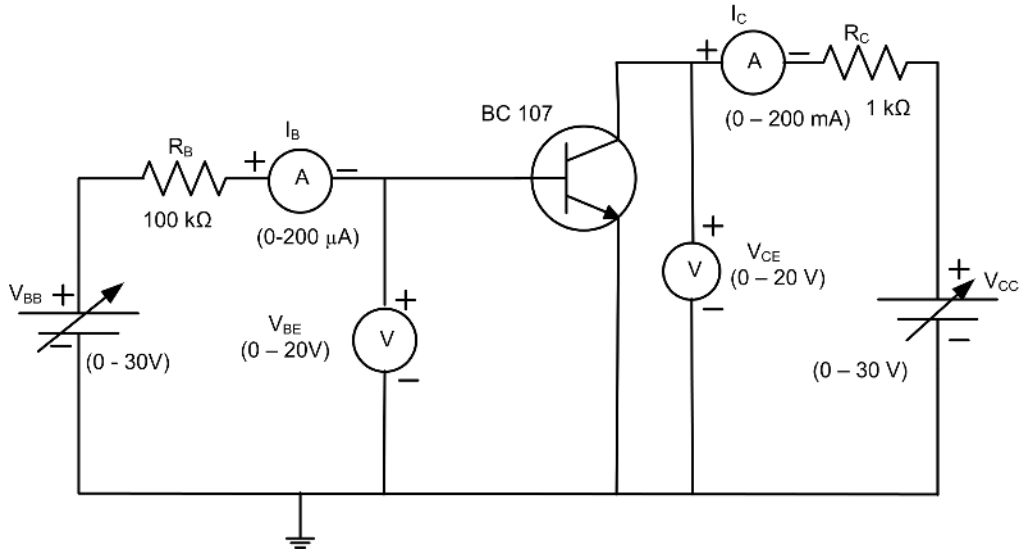 I_C
R_C
+
A
−
BC 107
(0 – 200 mA)
1 kΩ
I_B
R_B
+
A
−
100 kΩ
(0-200 µA)
+
V
V_CE
(0 – 20 V)
−
V_BB
+
−
(0 - 30V)
V_BE
(0 – 20V)
+
V
−
+
V_CC
−
(0 – 30 V)